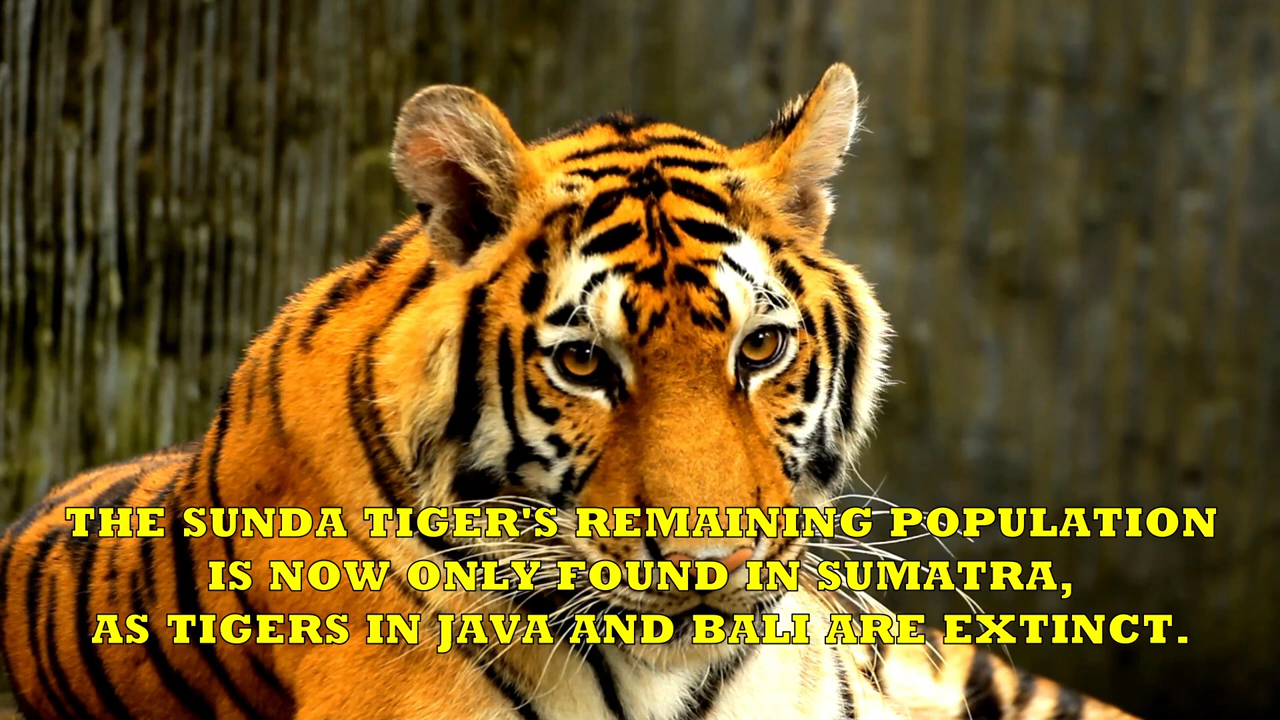 THE SUNDA TIGER'S REMAINING POPULATION
IS NOW ONLY FOUND IN SUMATRA,
AS TIGERS IN JAVA AND BALI ARE EXTINCT.